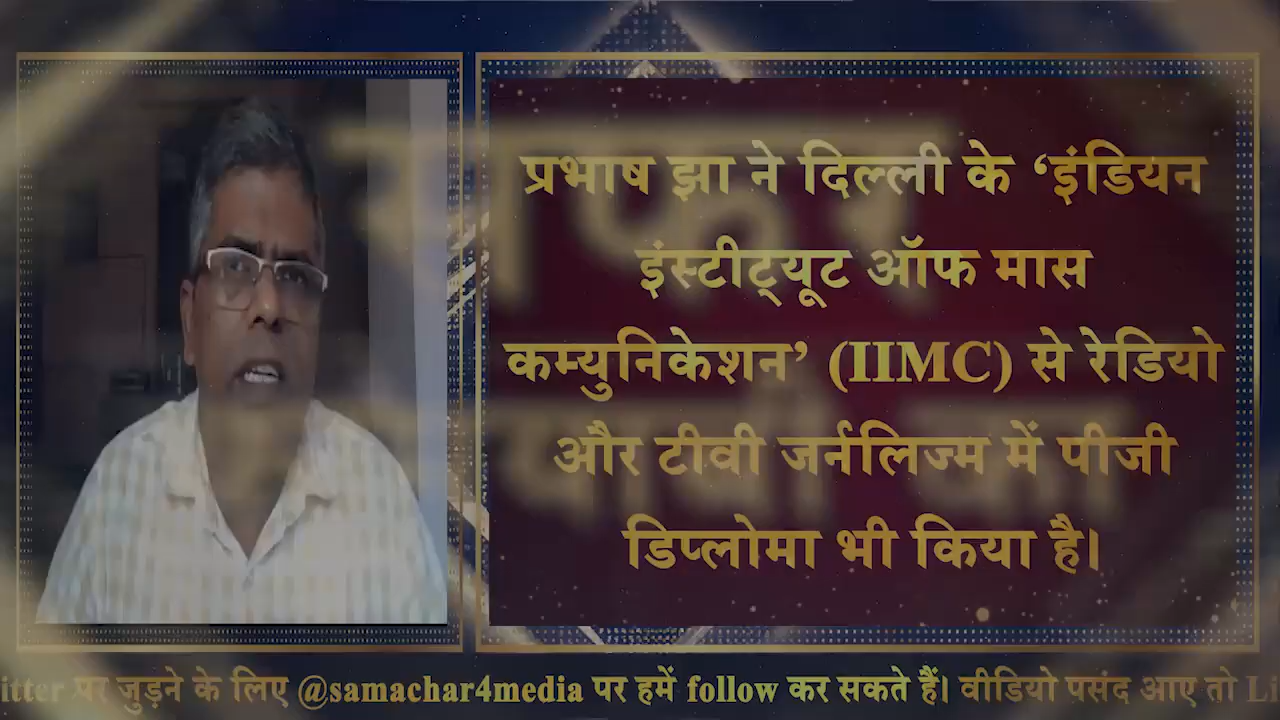 प्रभाष झा ने दिल्ली के ‘इंडियन
इंस्टीट्यूट ऑफ मास
कम्युनिकेशन’ (IIMC) से रेडियो
और टीवी जर्नलिज्म में पीजी
डिप्लोमा भी किया है।
पर जुड़ने के लिए @samachar4media पर हमें follow कर सकते हैं। वीडियो पसंद आए तो